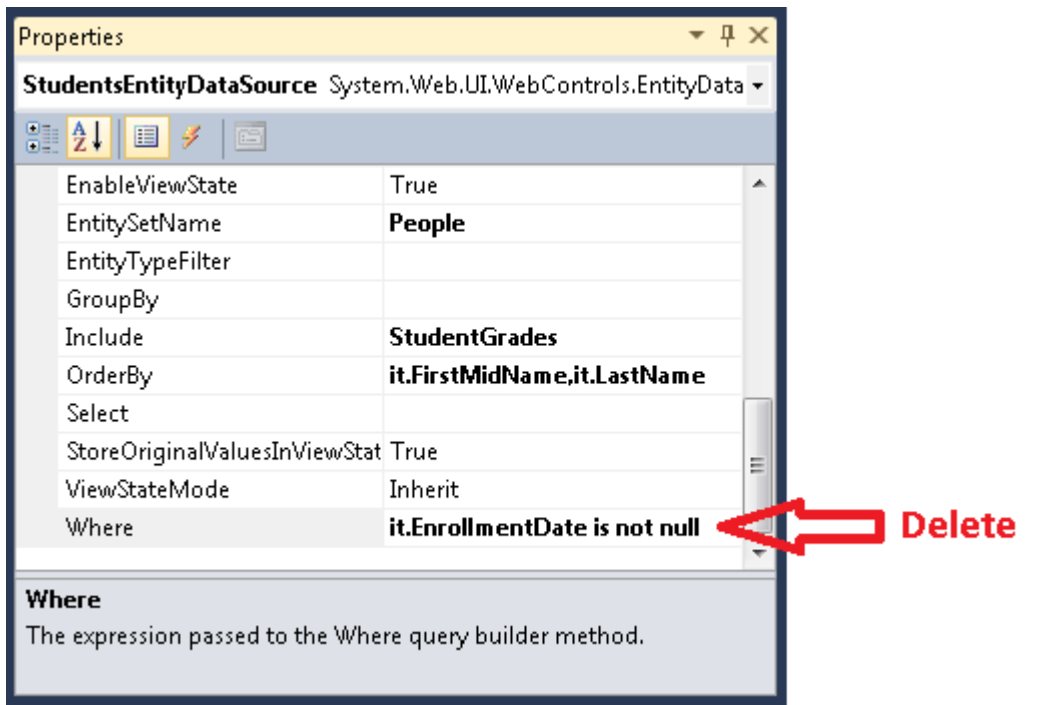 Properties
StudentsEntityDataSource System.Web.UI.WebControls.EntityData
EnableViewState True
EntitySetName People
EntityTypeFilter
GroupBy
Include StudentGrades
OrderBy it.FirstMidName,it.LastName
Select
StoreOriginalValuesInViewStat True
ViewStateMode Inherit
Where it.EnrollmentDate is not null
Delete
Where
The expression passed to the Where query builder method.